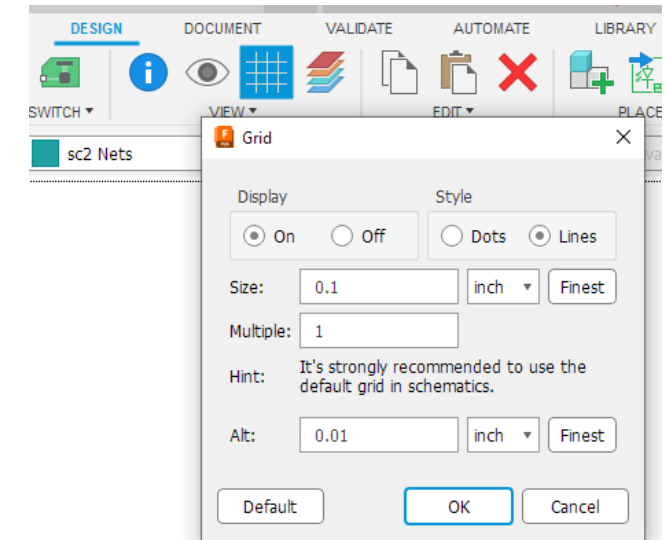 DESIGN DOCUMENT VALIDATE AUTOMATE LIBRARY
SWITCH ▾ VIEW ▾ EDIT ▾ PLACE
sc2 Nets
Grid
Display Style
On Off Dots Lines
Size: 0.1 inch Finest
Multiple: 1
Hint: It's strongly recommended to use the
default grid in schematics.
Alt: 0.01 inch Finest
Default OK Cancel